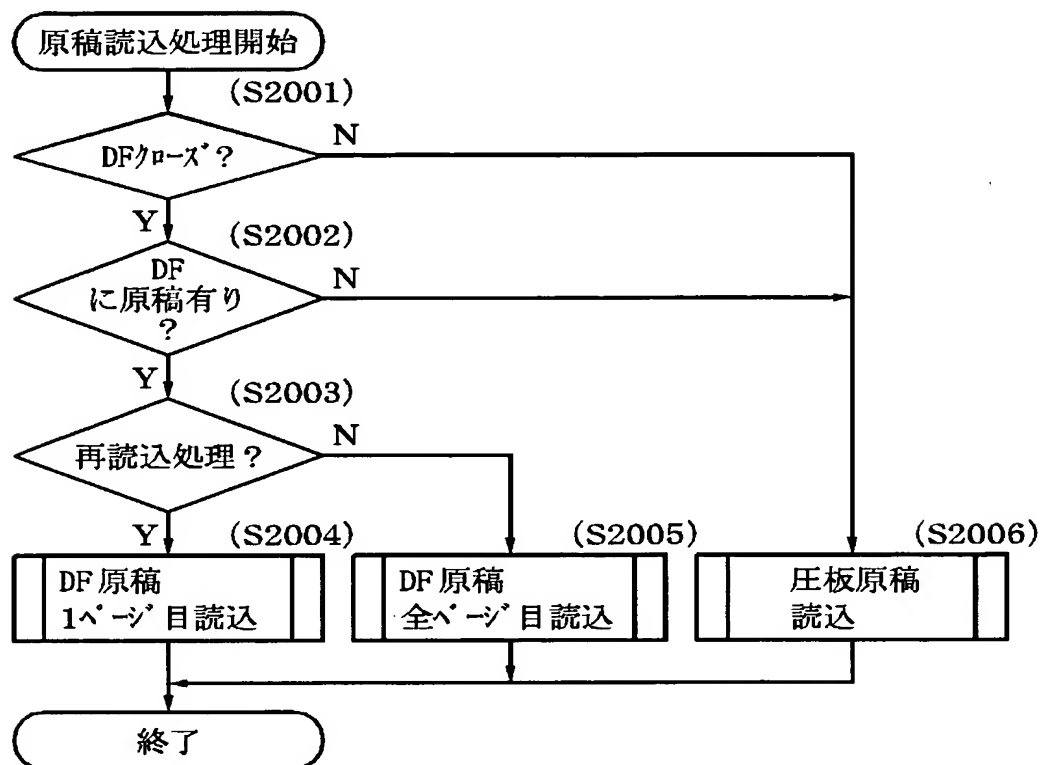 原稿読込処理開始
(S2001)
DFクローズ?
N
Y
(S2002)
DF
に原稿有り
?
N
Y
(S2003)
再読込処理?
N
Y
(S2004)
DF原稿
1ページ目読込
(S2005)
DF原稿
全ページ目読込
(S2006)
圧板原稿
読込
終了